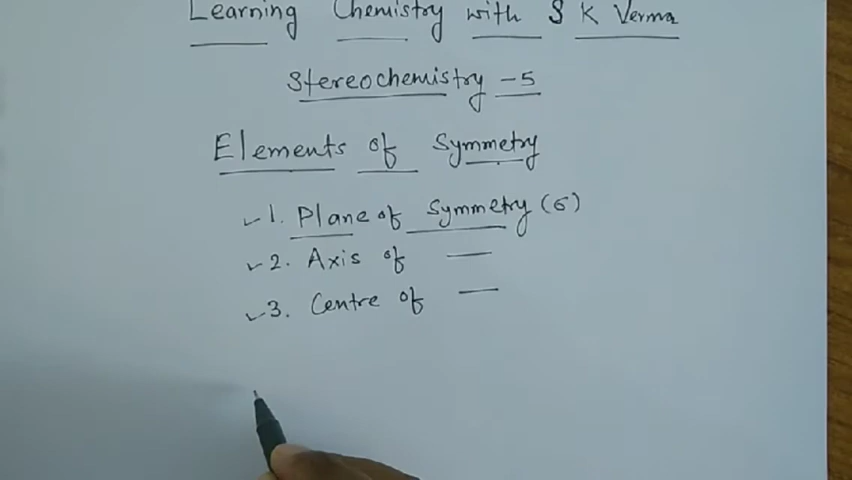 Learning Chemistry with S K Verma
Stereochemistry -5
Elements of Symmetry
✓1. Plane of Symmetry (σ)
✓2. Axis of —
✓3. Centre of —